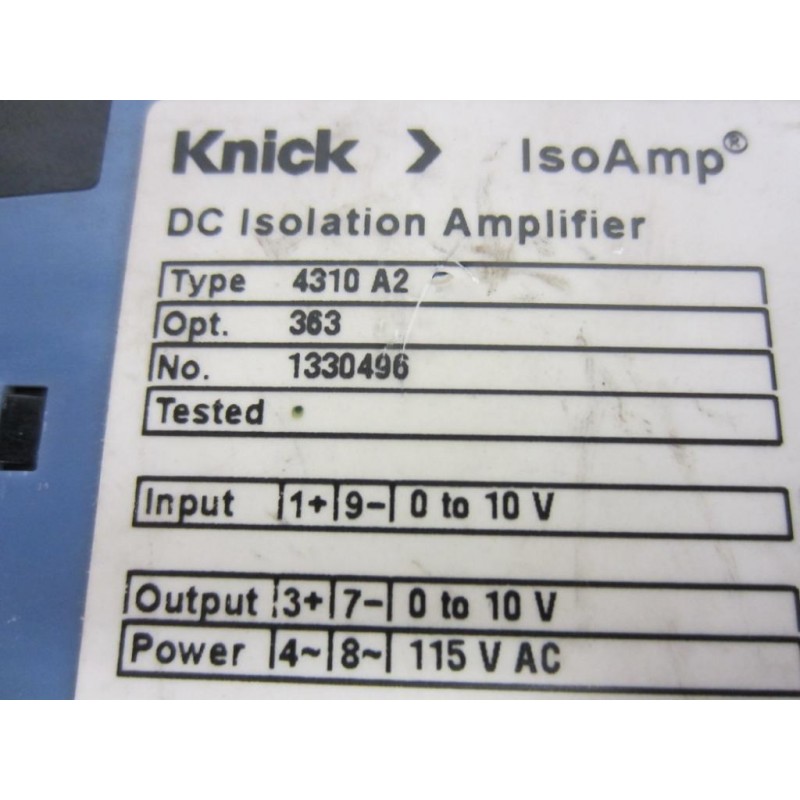 Knick > IsoAmp®
DC Isolation Amplifier
Type 4310 A2
Opt. 363
No. 1330496
Tested
Input 1+ 9- 0 to 10 V
Output 3+ 7- 0 to 10 V
Power 4~ 8~ 115 V AC